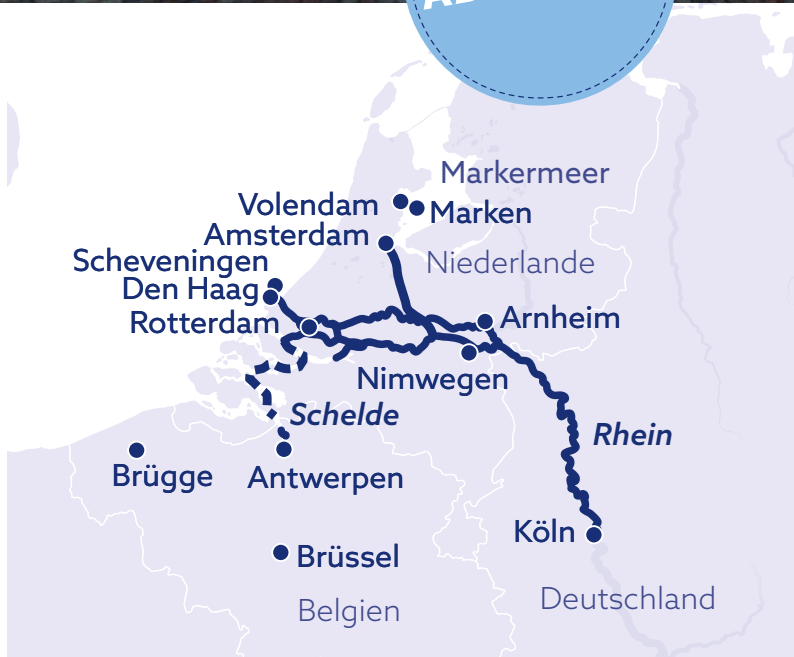 Markermeer
Volendam
Marken
Amsterdam
Scheveningen
Niederlande
Den Haag
Rotterdam
Arnheim
Nimwegen
Schelde
Rhein
Brügge
Antwerpen
Köln
Brüssel
Deutschland
Belgien